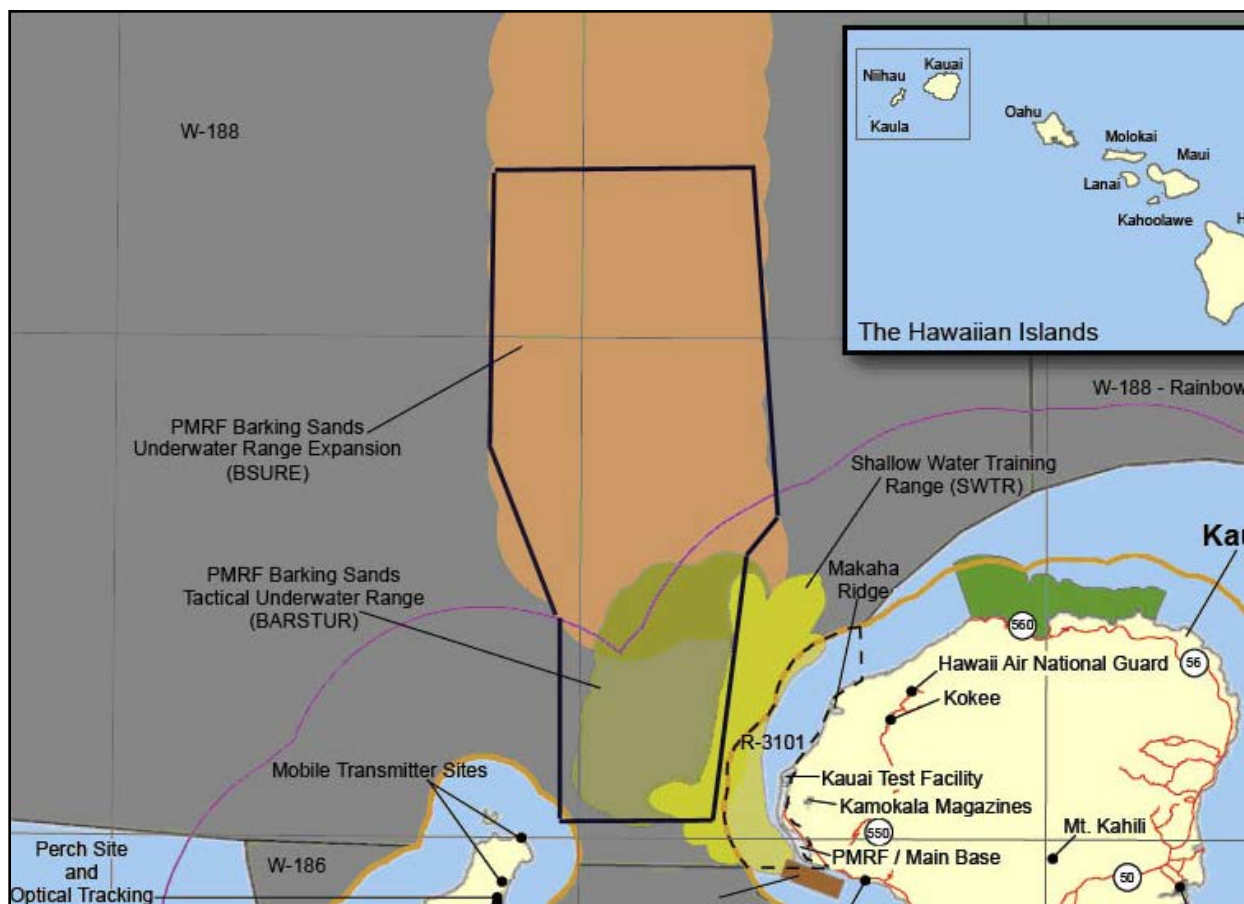 W-188
Niihau
Kauai
Kaula
Oahu
Molokai
Maui
Lanai
Kahoolawe
H
The Hawaiian Islands
W-188 - Rainbow
PMRF Barking Sands
Underwater Range Expansion
(BSURE)
Shallow Water Training
Range (SWTR)
Kau
Makaha
Ridge
PMRF Barking Sands
Tactical Underwater Range
(BARSTUR)
560
56
Hawaii Air National Guard
Kokee
R-3101
Mobile Transmitter Sites
Kauai Test Facility
Kamokala Magazines
550
Mt. Kahili
PMRF / Main Base
Perch Site
and
Optical Tracking
W-186
50